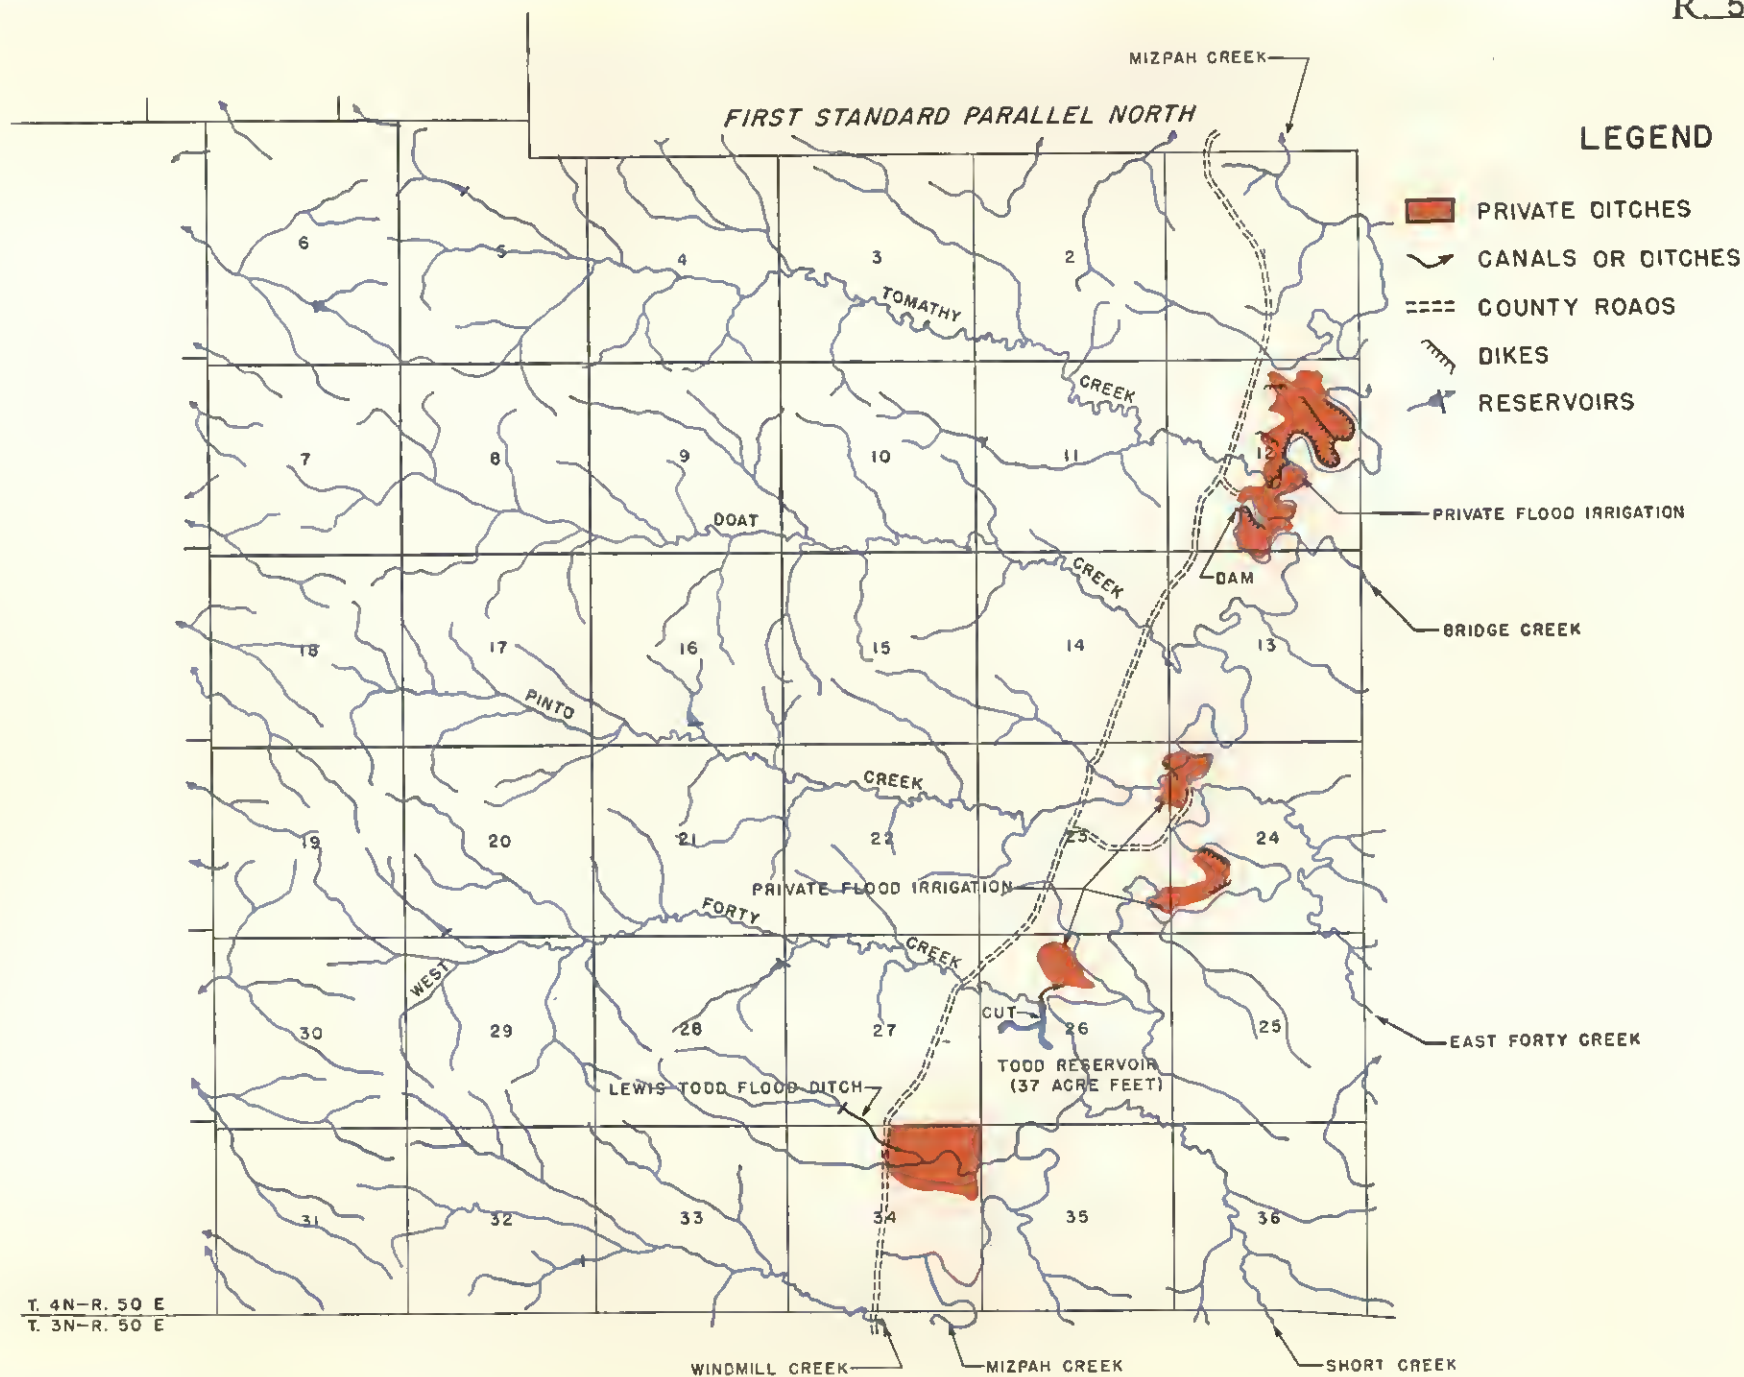 R. 5
MIZPAH CREEK
FIRST STANDARD PARALLEL NORTH
LEGEND
PRIVATE DITCHES
CANALS OR DITCHES
COUNTY ROADS
DIKES
RESERVOIRS
6
5
4
3
2
TOMATHY
CREEK
7
8
9
10
11
12
PRIVATE FLOOD IRRIGATION
DOAT
CREEK
DAM
BRIDGE CREEK
18
17
16
15
14
13
PINTO
CREEK
19
20
21
22
23
24
PRIVATE FLOOD IRRIGATION
FORTY
CREEK
WEST
30
29
28
27
CUT
26
25
EAST FORTY CREEK
TODD RESERVOIR
(37 ACRE FEET)
LEWIS TODD FLOOD DITCH
31
32
33
34
35
36
T. 4N-R. 50 E
T. 3N-R. 50 E
WINDMILL CREEK
MIZPAH CREEK
SHORT CREEK